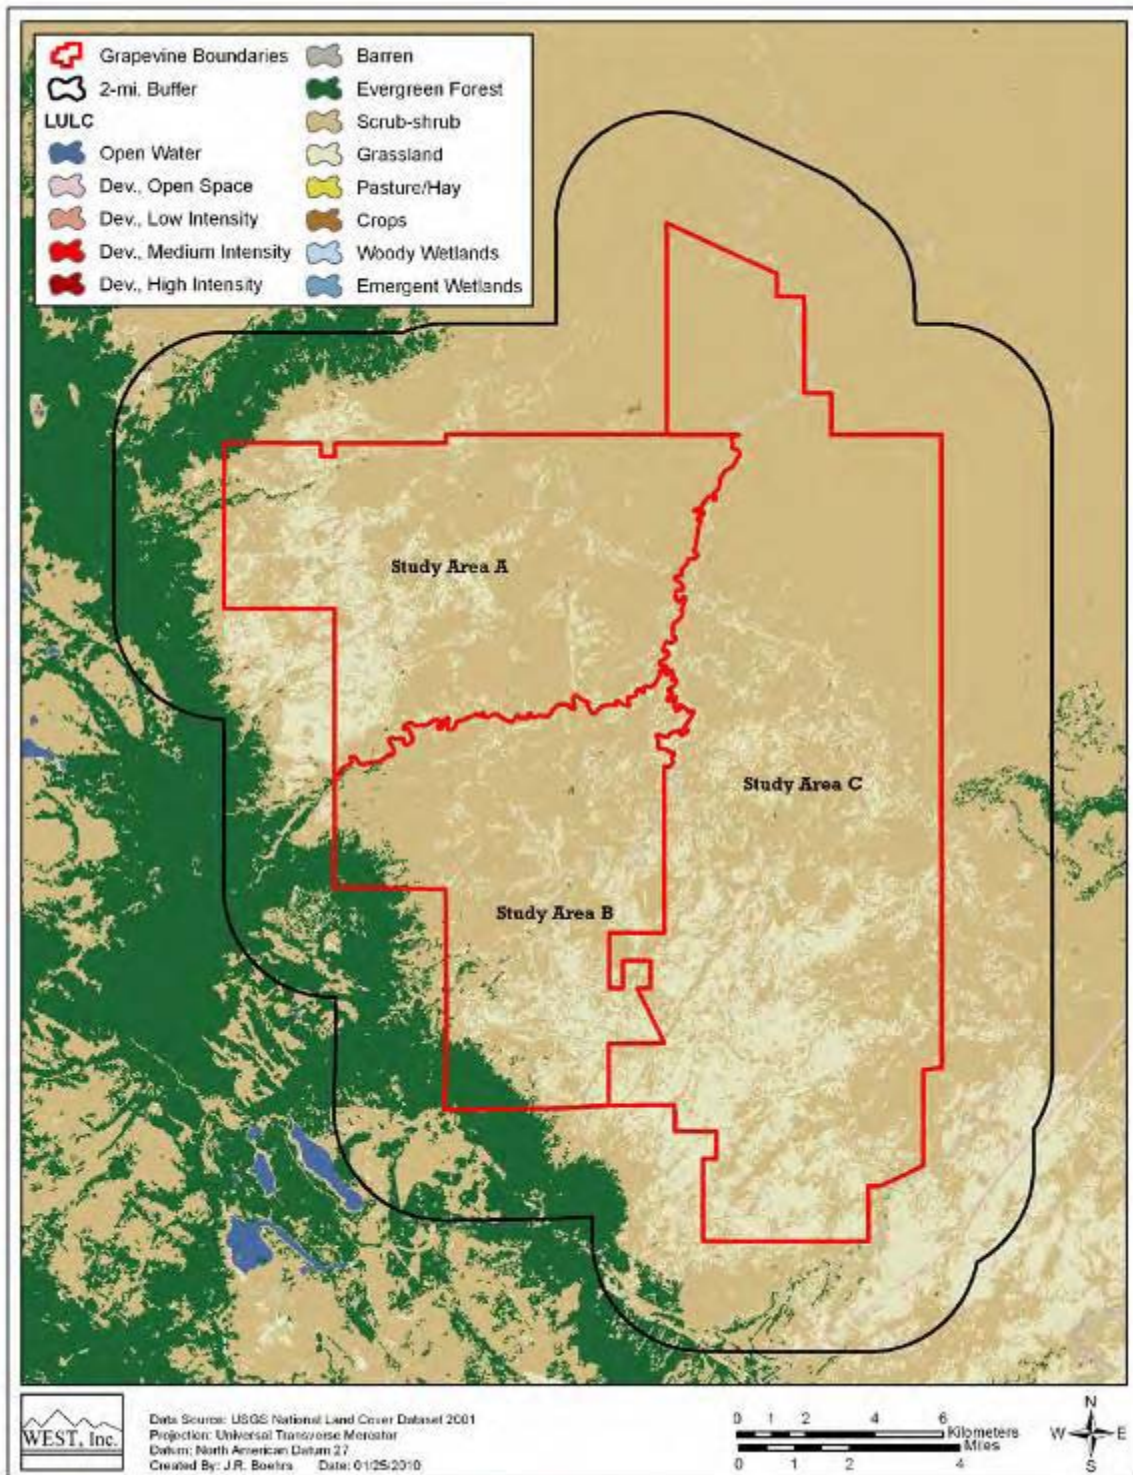 Grapevine Boundaries
2-mi. Buffer
LULC
Open Water
Dev., Open Space
Dev., Low Intensity
Dev., Medium Intensity
Dev., High Intensity
Barren
Evergreen Forest
Scrub-shrub
Grassland
Pasture/Hay
Crops
Woody Wetlands
Emergent Wetlands
Study Area A
Study Area C
Study Area B
WEST, Inc.
Data Source: USGS National Land Cover Dataset 2001
Projection: Universal Transverse Mercator
Datum: North American Datum 27
Created By: J.R. Boehrs Date: 01/25/2010
0 1 2 4 6
Kilometers
Miles
0 1 2 4
N
W E
S